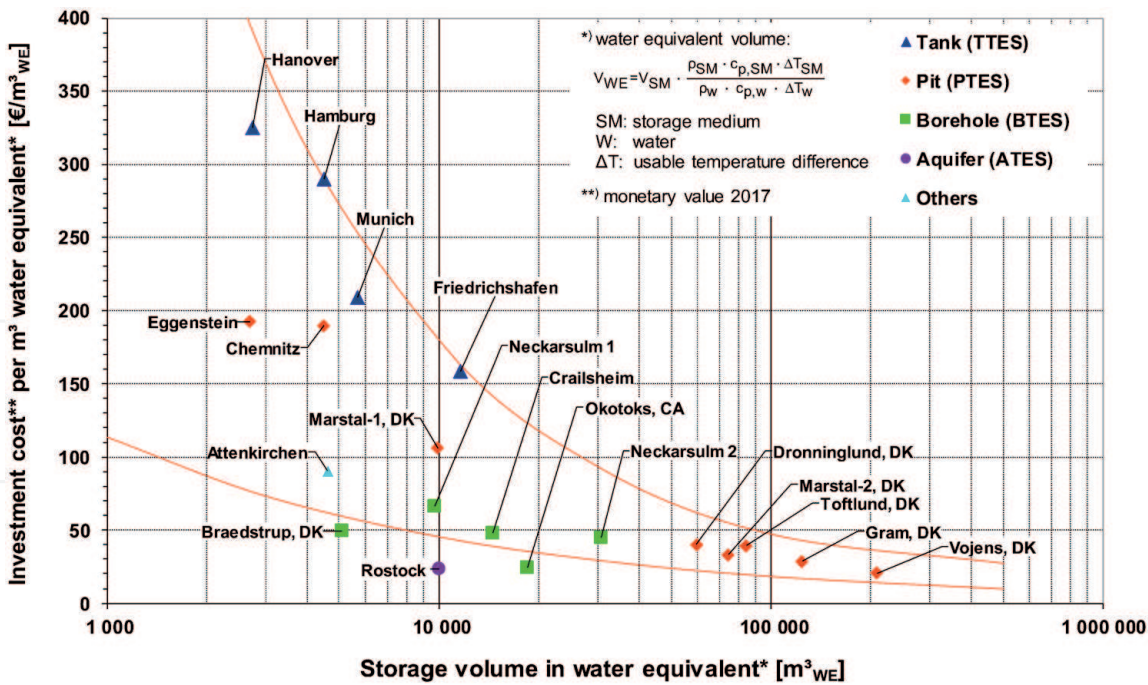 Investment cost** per m³ water equivalent* [€/m³WE]
400
350
300
250
200
150
100
50
0
1 000
10 000
100 000
1 000 000
Storage volume in water equivalent* [m³WE]
*) water equivalent volume:
VWE=VSM · ρSM · cp,SM · ΔTSM
ρw · cp,w · ΔTw
SM: storage medium
W: water
ΔT: usable temperature difference
**) monetary value 2017
Tank (TTES)
Pit (PTES)
Borehole (BTES)
Aquifer (ATES)
Others
Hanover
Hamburg
Munich
Friedrichshafen
Eggenstein
Chemnitz
Neckarsulm 1
Crailsheim
Marstal-1, DK
Okotoks, CA
Attenkirchen
Neckarsulm 2
Dronninglund, DK
Marstal-2, DK
Toftlund, DK
Braedstrup, DK
Gram, DK
Vojens, DK
Rostock